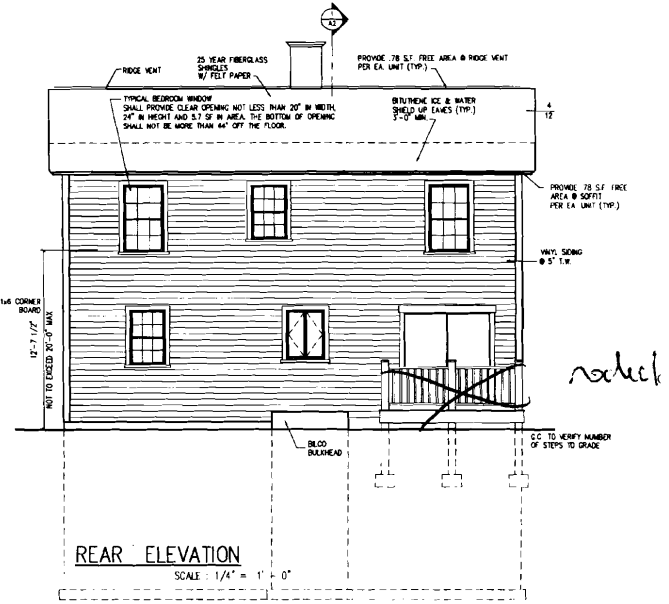 A2
RIDGE VENT
25 YEAR FIBERGLASS
SHINGLES
W/ FELT PAPER
PROVIDE .78 S.F. FREE AREA @ RIDGE VENT
PER EA. UNIT (TYP.)
TYPICAL BEDROOM WINDOW
SHALL PROVIDE CLEAR OPENING NOT LESS THAN 20" IN WIDTH,
24" IN HEIGHT AND 5.7 SF IN AREA. THE BOTTOM OF OPENING
SHALL NOT BE MORE THAN 44" OFF THE FLOOR.
BITUTHENE ICE & WATER
SHIELD UP EAVES (TYP.)
3'-0" MIN.
4
12
PROVIDE .78 S.F. FREE
AREA @ SOFFIT
PER EA. UNIT (TYP.)
VINYL SIDING
@ 5" T.W.
1x6 CORNER
BOARD
12'-7 1/2"
NOT TO EXCEED 20'-0" MAX
BILCO
BULKHEAD
G.C. TO VERIFY NUMBER
OF STEPS TO GRADE
REAR ELEVATION
SCALE : 1/4" = 1' - 0"